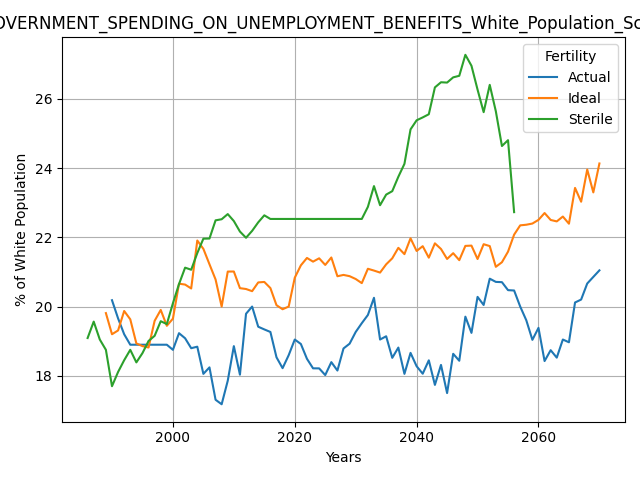 OVERNMENT_SPENDING_ON_UNEMPLOYMENT_BENEFITS_White_Population_Sc
Fertility
Actual
Ideal
Sterile
% of White Population
26
24
22
20
18
2000
2020
2040
2060
Years